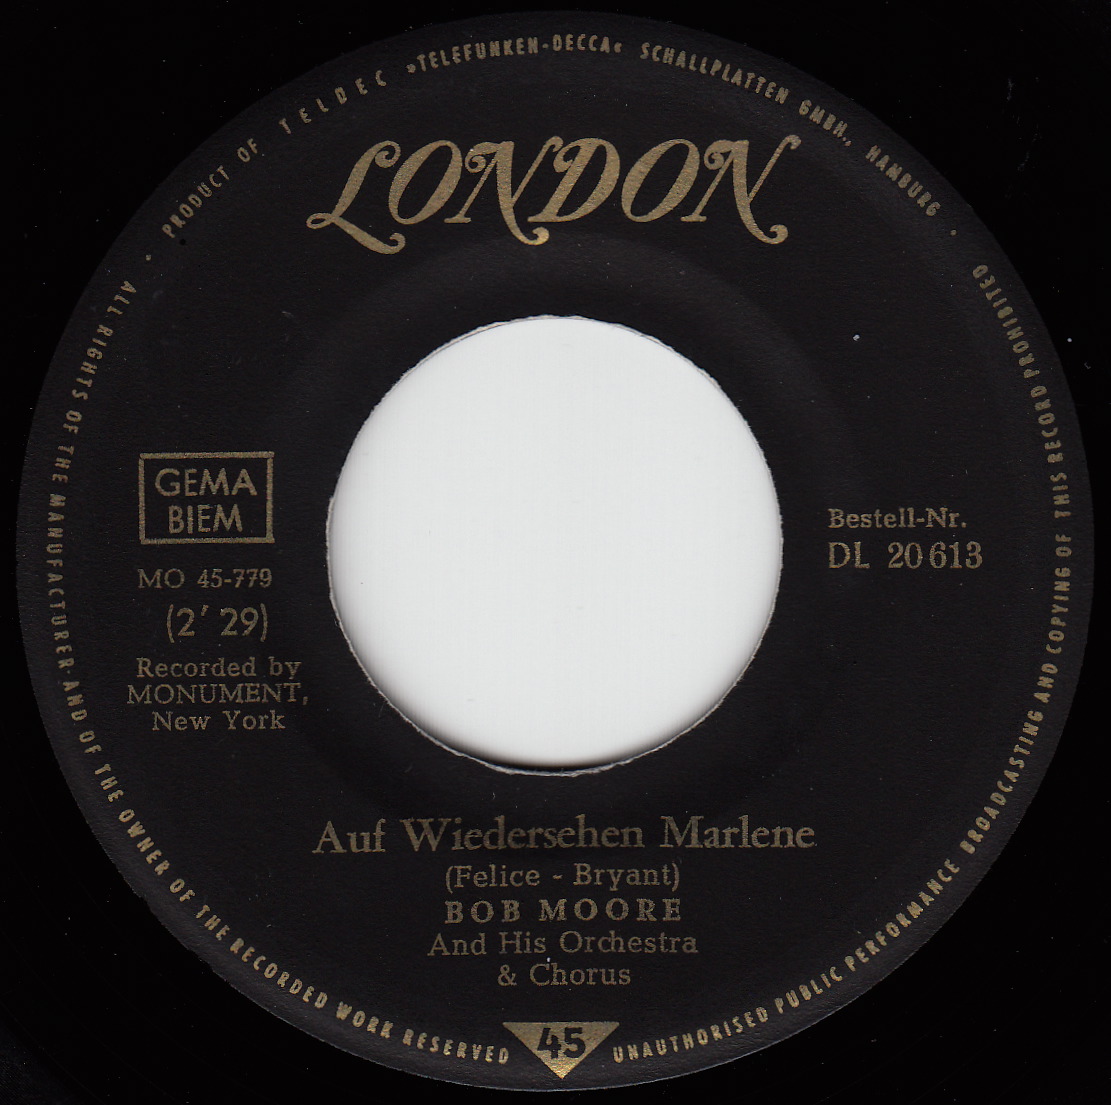 PRODUCT OF TELDEC »TELEFUNKEN-DECCA« SCHALLPLATTEN GMBH., HAMBURG ·
LONDON
GEMA
BIEM
MO 45-779
(2′ 29)
Recorded by
MONUMENT,
New York
Bestell-Nr.
DL 20 613
Auf Wiedersehen Marlene
(Felice - Bryant)
BOB MOORE
And His Orchestra
& Chorus
45
· ALL RIGHTS OF THE MANUFACTURER AND OF THE OWNER OF THE RECORDED WORK RESERVED
UNAUTHORISED PUBLIC PERFORMANCE BROADCASTING AND COPYING OF THIS RECORD PROHIBITED